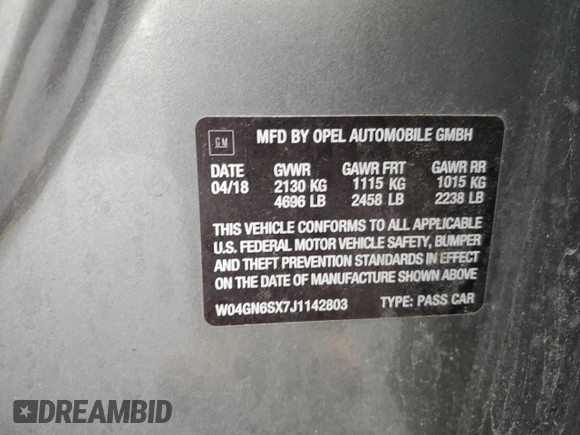 GM
MFD BY OPEL AUTOMOBILE GMBH
DATE GVWR GAWR FRT GAWR RR
04/18 2130 KG 1115 KG 1015 KG
4696 LB 2458 LB 2238 LB
THIS VEHICLE CONFORMS TO ALL APPLICABLE
U.S. FEDERAL MOTOR VEHICLE SAFETY, BUMPER
AND THEFT PREVENTION STANDARDS IN EFFECT
ON THE DATE OF MANUFACTURE SHOWN ABOVE
W04GN6SX7J1142803 TYPE: PASS CAR
DREAMBID